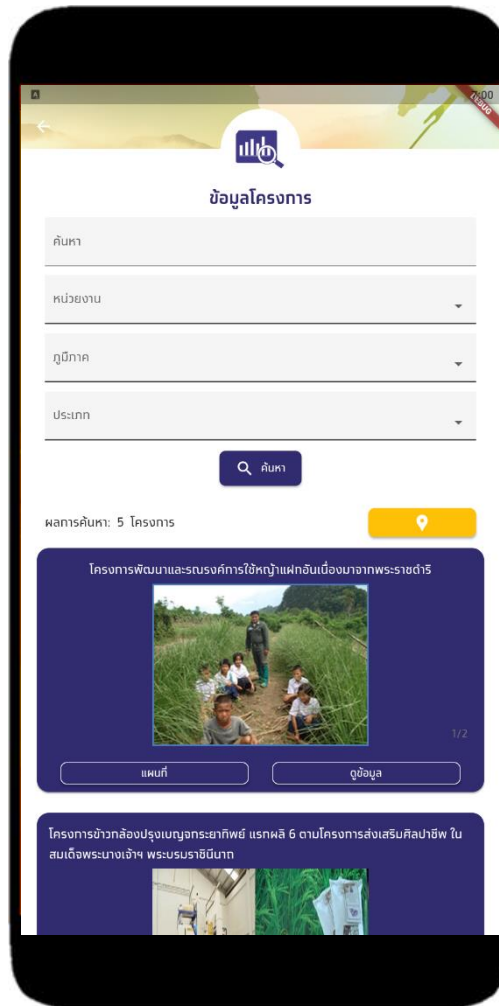 7:00
ข้อมูลโครงการ
ค้นหา
หน่วยงาน
ภูมิภาค
ประเภท
ค้นหา
ผลการค้นหา: 5 โครงการ
โครงการพัฒนาและรณรงค์การใช้หญ้าแฝกอันเนื่องมาจากพระราชดำริ
1/2
แผนที่
ดูข้อมูล
โครงการข้าวกล้องปรุงเบญจกระยาทิพย์ แรกผลิ 6 ตามโครงการส่งเสริมศิลปาชีพ ใน
สมเด็จพระนางเจ้าฯ พระบรมราชินีนาถ